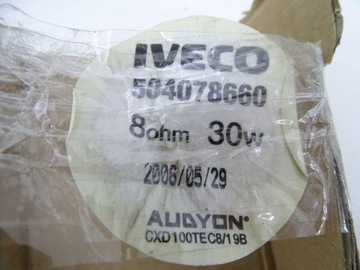 IVECO
504078660
8ohm 30w
2006/05/29
AUDYON®
CXD100TEC8/19B